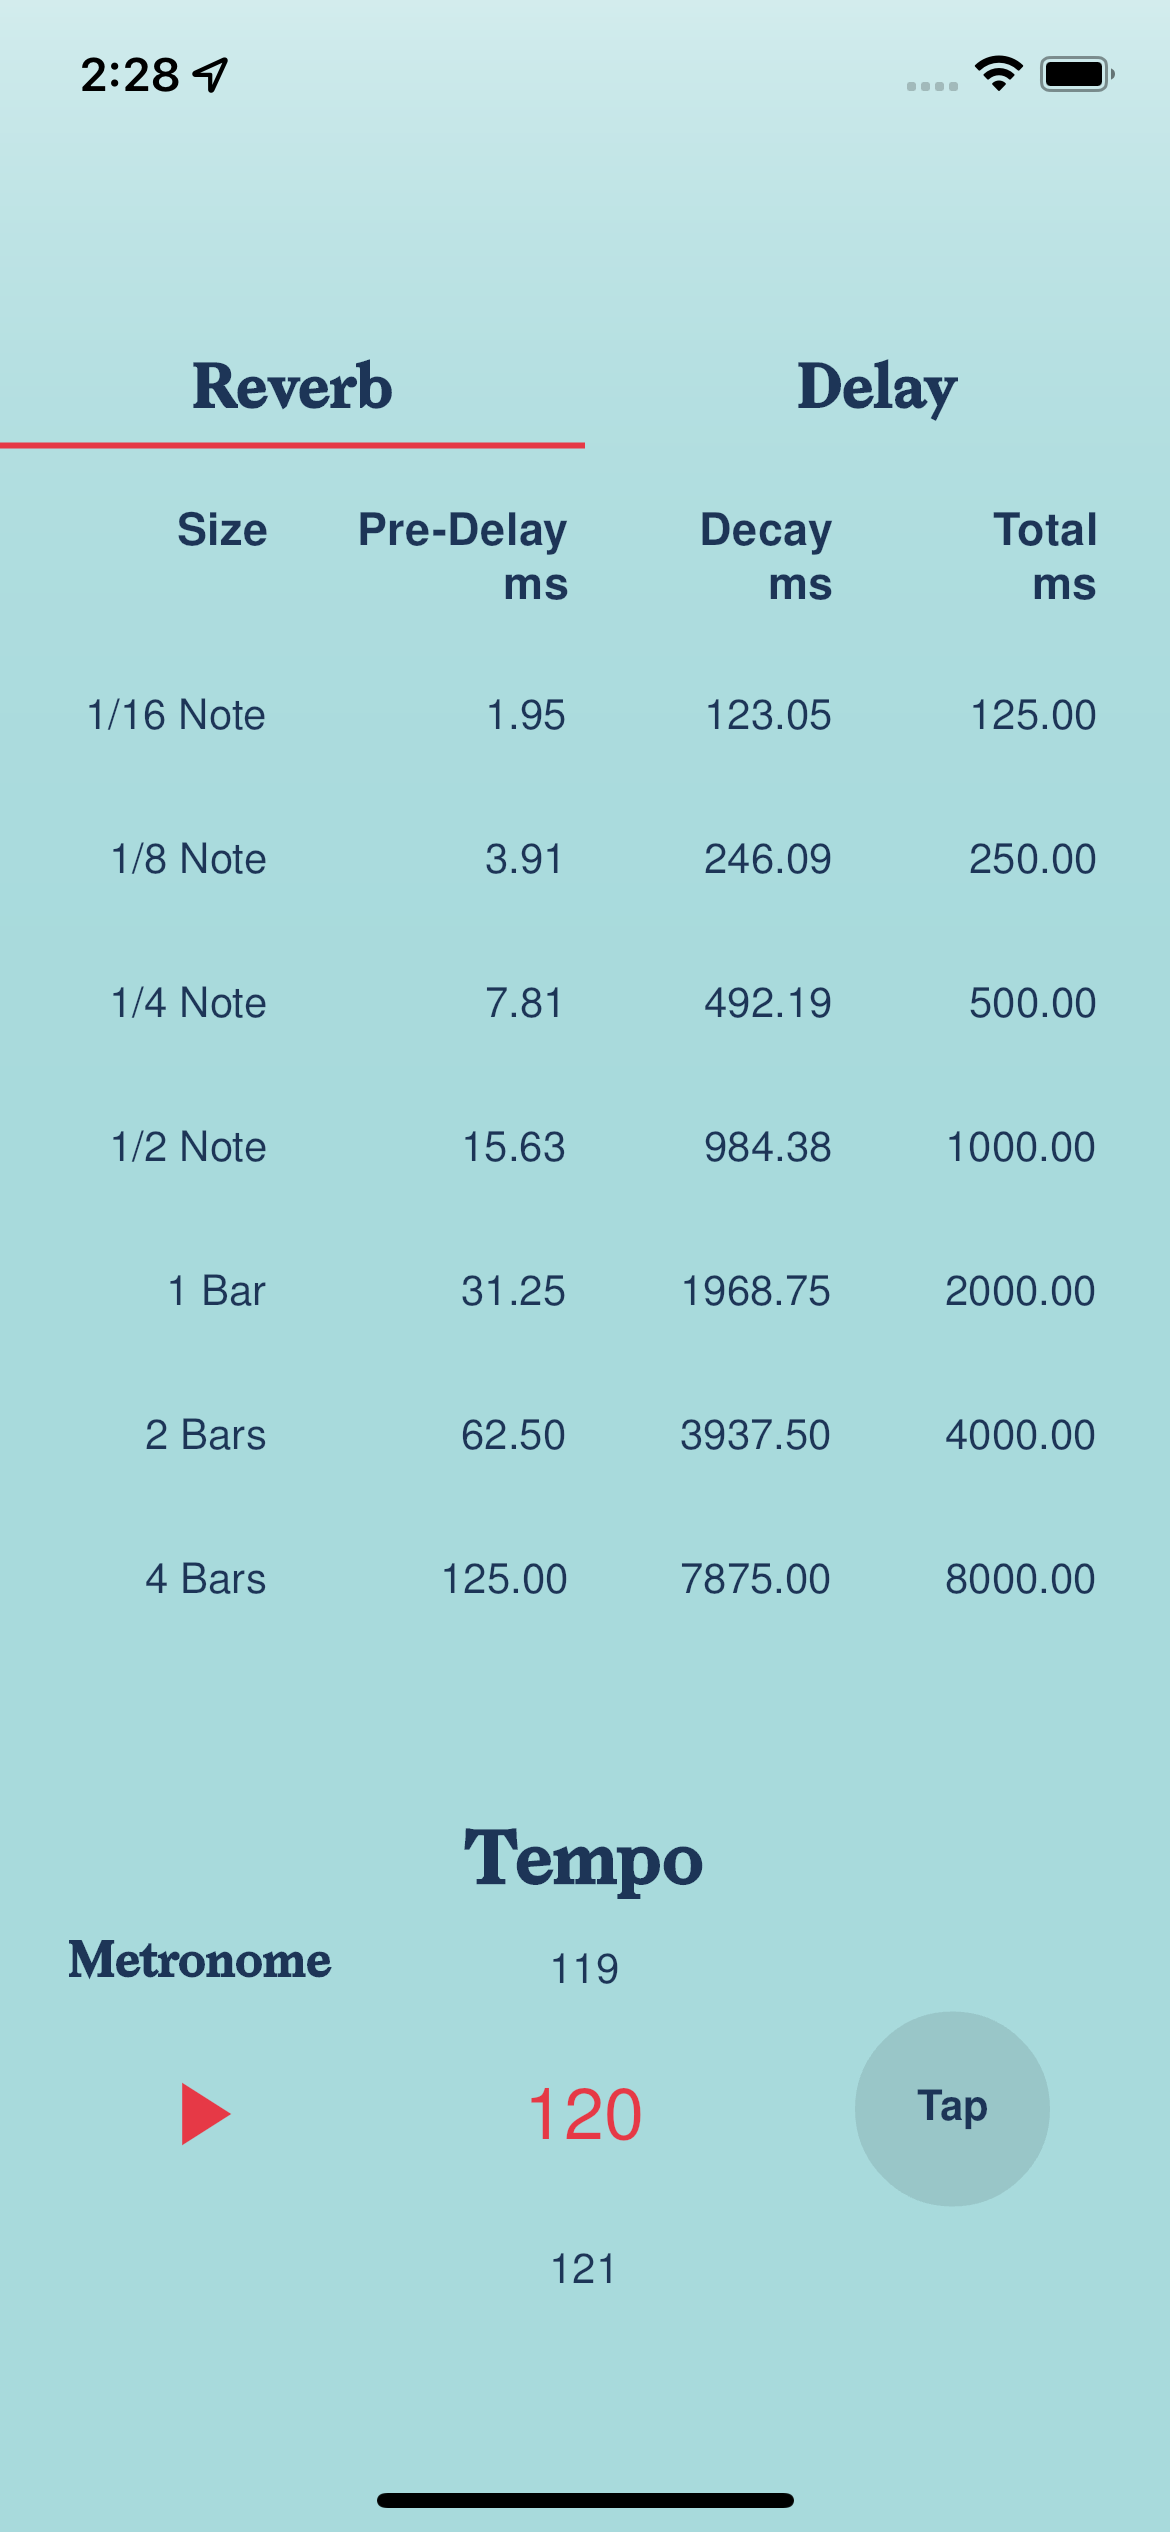 2:28
Reverb Delay
Size Pre-Delay ms Decay ms Total ms
1/16 Note 1.95 123.05 125.00
1/8 Note 3.91 246.09 250.00
1/4 Note 7.81 492.19 500.00
1/2 Note 15.63 984.38 1000.00
1 Bar 31.25 1968.75 2000.00
2 Bars 62.50 3937.50 4000.00
4 Bars 125.00 7875.00 8000.00
Tempo
Metronome 119
120 Tap
121